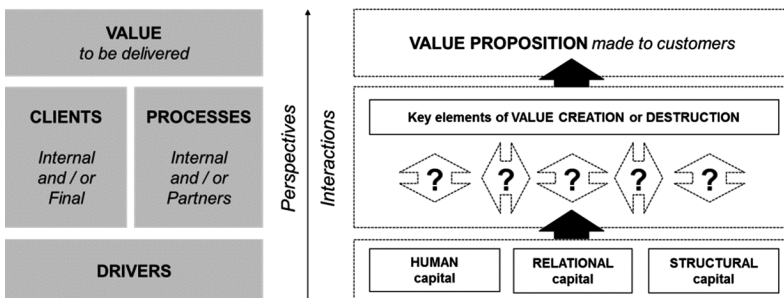 VALUE
to be delivered
CLIENTS
Internal
and / or
Final
PROCESSES
Internal
and / or
Partners
DRIVERS
Perspectives
Interactions
VALUE PROPOSITION made to customers
Key elements of VALUE CREATION or DESTRUCTION
? ? ? ? ?
HUMAN
capital
RELATIONAL
capital
STRUCTURAL
capital